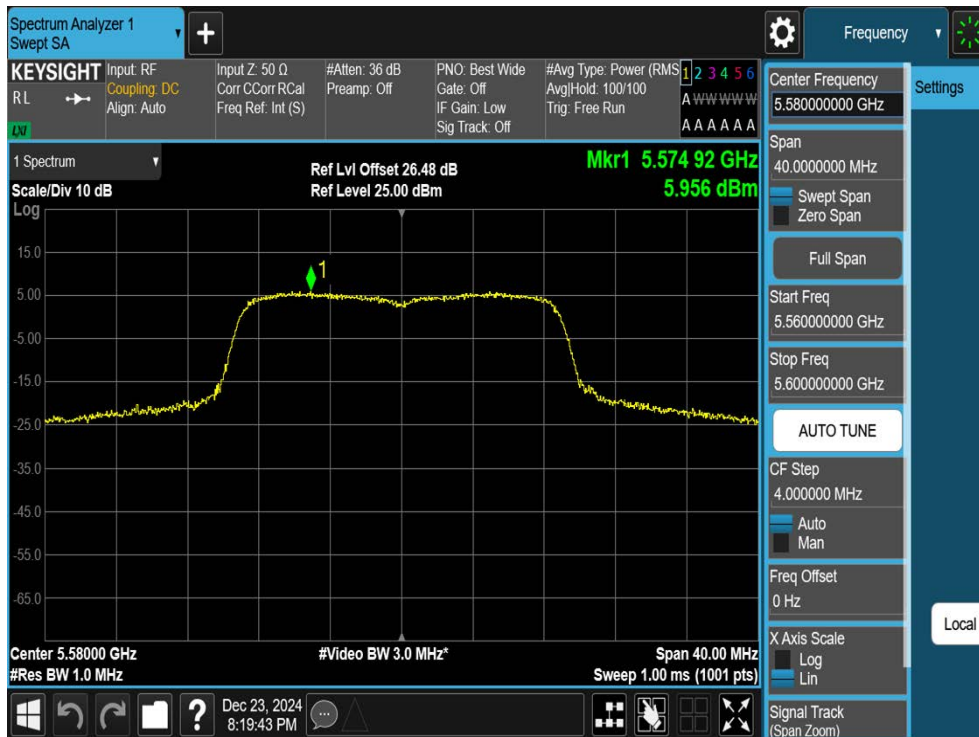 Spectrum Analyzer 1
Swept SA
+
Frequency
KEYSIGHT
RL
LXI
Input: RF
Coupling: DC
Align: Auto
Input Z: 50 Ω
Corr CCorr RCal
Freq Ref: Int (S)
#Atten: 36 dB
Preamp: Off
PNO: Best Wide
Gate: Off
IF Gain: Low
Sig Track: Off
#Avg Type: Power (RMS
Avg|Hold: 100/100
Trig: Free Run
1 2 3 4 5 6
A W W W W W
A A A A A A
1 Spectrum
Scale/Div 10 dB
Log
Ref Lvl Offset 26.48 dB
Ref Level 25.00 dBm
Mkr1 5.574 92 GHz
5.956 dBm
15.0
5.00
-5.00
-15.0
-25.0
-35.0
-45.0
-55.0
-65.0
1
Center 5.58000 GHz
#Res BW 1.0 MHz
#Video BW 3.0 MHz*
Span 40.00 MHz
Sweep 1.00 ms (1001 pts)
?
Dec 23, 2024
8:19:43 PM
Center Frequency
5.580000000 GHz
Span
40.0000000 MHz
Swept Span
Zero Span
Full Span
Start Freq
5.560000000 GHz
Stop Freq
5.600000000 GHz
AUTO TUNE
CF Step
4.000000 MHz
Auto
Man
Freq Offset
0 Hz
X Axis Scale
Log
Lin
Signal Track
(Span Zoom)
Settings
Local